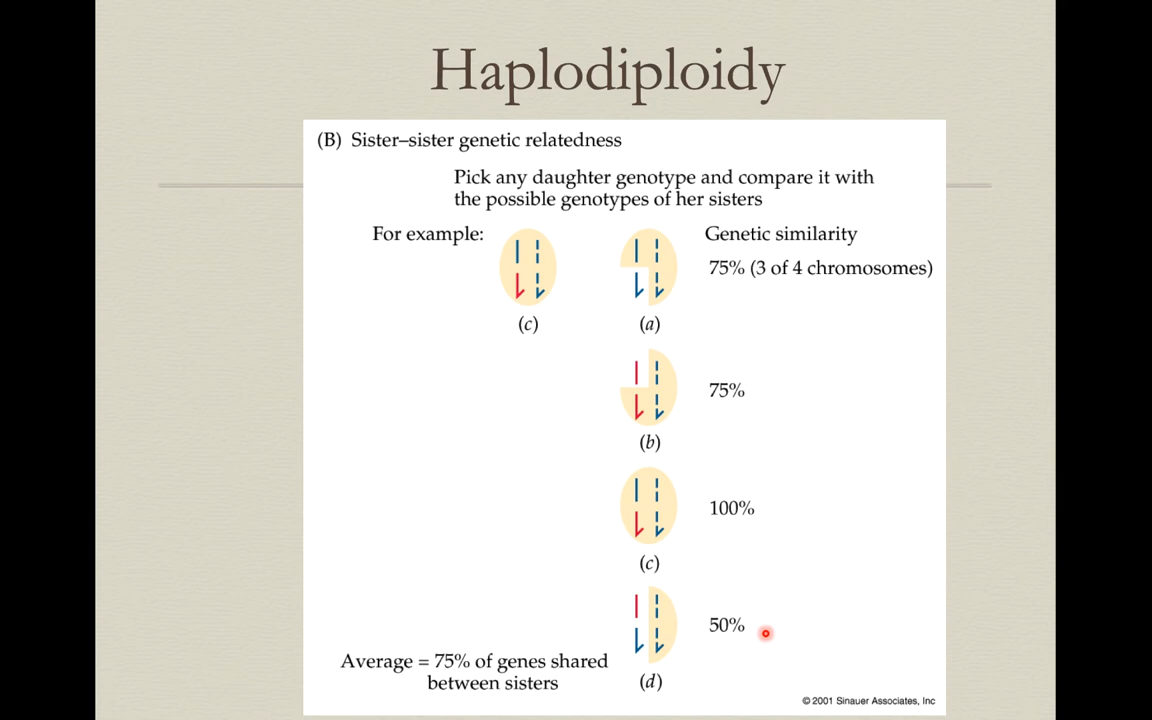 Haplodiploidy
(B) Sister–sister genetic relatedness
Pick any daughter genotype and compare it with
the possible genotypes of her sisters
For example:
Genetic similarity
75% (3 of 4 chromosomes)
(c)
(a)
75%
(b)
100%
(c)
50%
Average = 75% of genes shared
between sisters
(d)
© 2001 Sinauer Associates, Inc